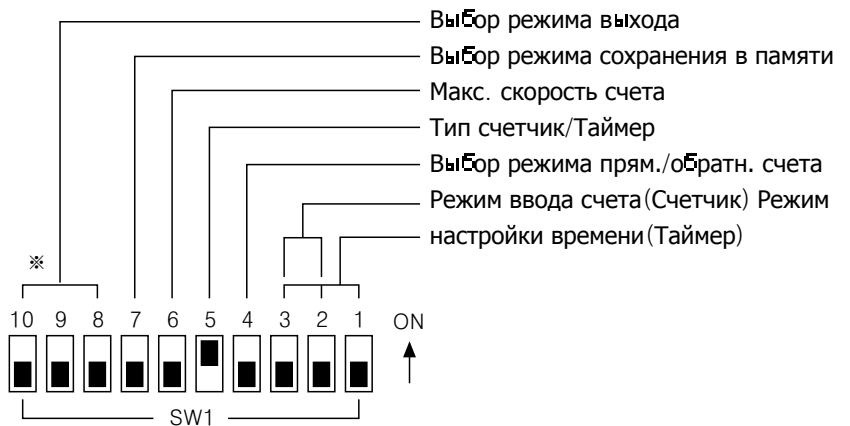 Выбор режима выхода
Выбор режима сохранения в памяти
Макс. скорость счета
Тип счетчик/Таймер
Выбор режима прям./обратн. счета
Режим ввода счета(Счетчик) Режим
настройки времени(Таймер)
※
10 9 8 7 6 5 4 3 2 1 ON
SW1